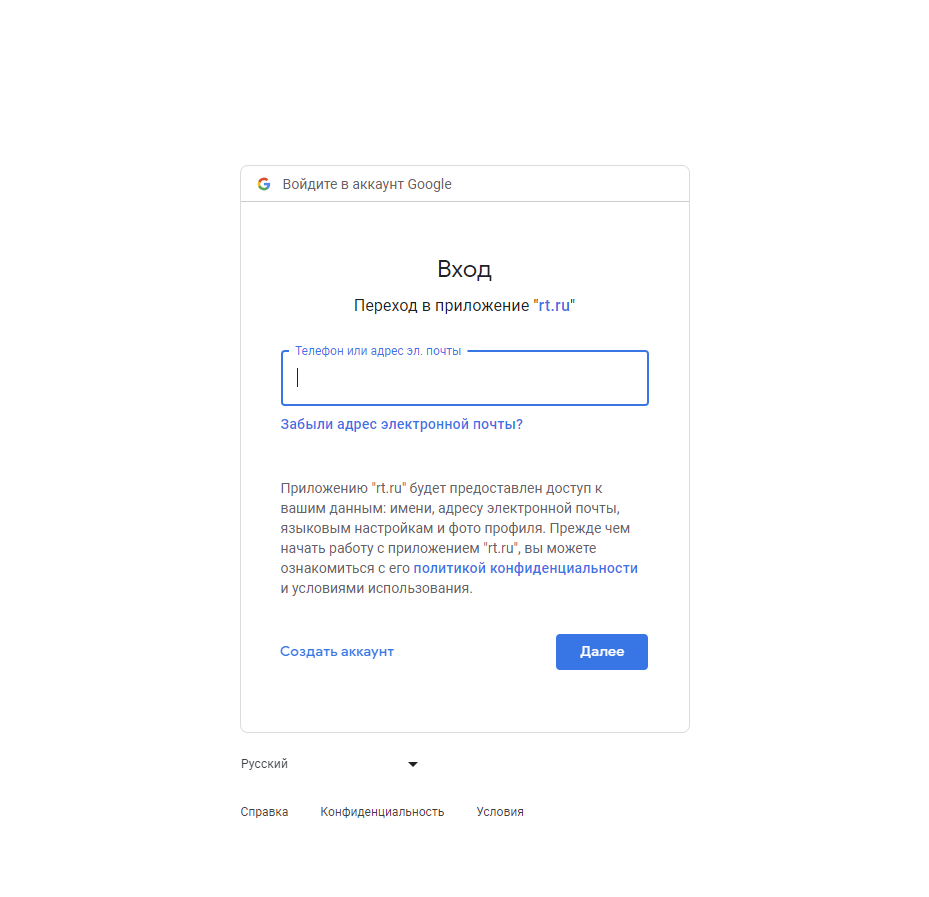 Войдите в аккаунт Google
Вход
Переход в приложение "rt.ru"
Телефон или адрес эл. почты
Забыли адрес электронной почты?
Приложению "rt.ru" будет предоставлен доступ к
вашим данным: имени, адресу электронной почты,
языковым настройкам и фото профиля. Прежде чем
начать работу с приложением "rt.ru", вы можете
ознакомиться с его политикой конфиденциальности
и условиями использования.
Создать аккаунт Далее
Русский
Справка Конфиденциальность Условия